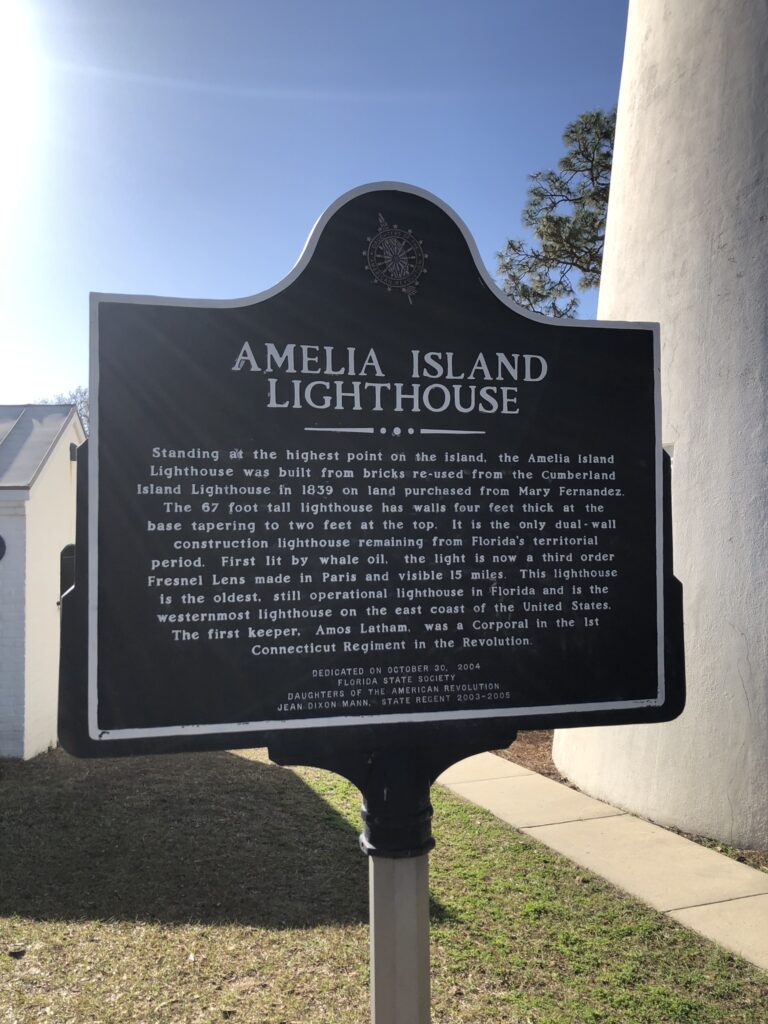 AMELIA ISLAND
LIGHTHOUSE
Standing at the highest point on the island, the Amelia Island
Lighthouse was built from bricks re-used from the Cumberland
Island Lighthouse in 1839 on land purchased from Mary Fernandez.
The 67 foot tall lighthouse has walls four feet thick at the
base tapering to two feet at the top. It is the only dual-wall
construction lighthouse remaining from Florida's territorial
period. First lit by whale oil, the light is now a third order
Fresnel Lens made in Paris and visible 15 miles. This lighthouse
is the oldest, still operational lighthouse in Florida and is the
westernmost lighthouse on the east coast of the United States.
The first keeper, Amos Latham, was a Corporal in the 1st
Connecticut Regiment in the Revolution.
DEDICATED ON OCTOBER 30, 2004
FLORIDA STATE SOCIETY
DAUGHTERS OF THE AMERICAN REVOLUTION
JEAN DIXON MANN, STATE REGENT 2003-2005